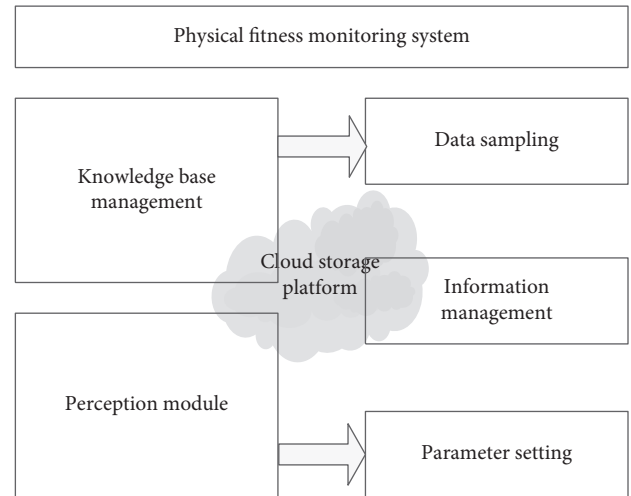 Physical fitness monitoring system
Knowledge base
management
Data sampling
Cloud storage
platform
Information
management
Perception module
Parameter setting